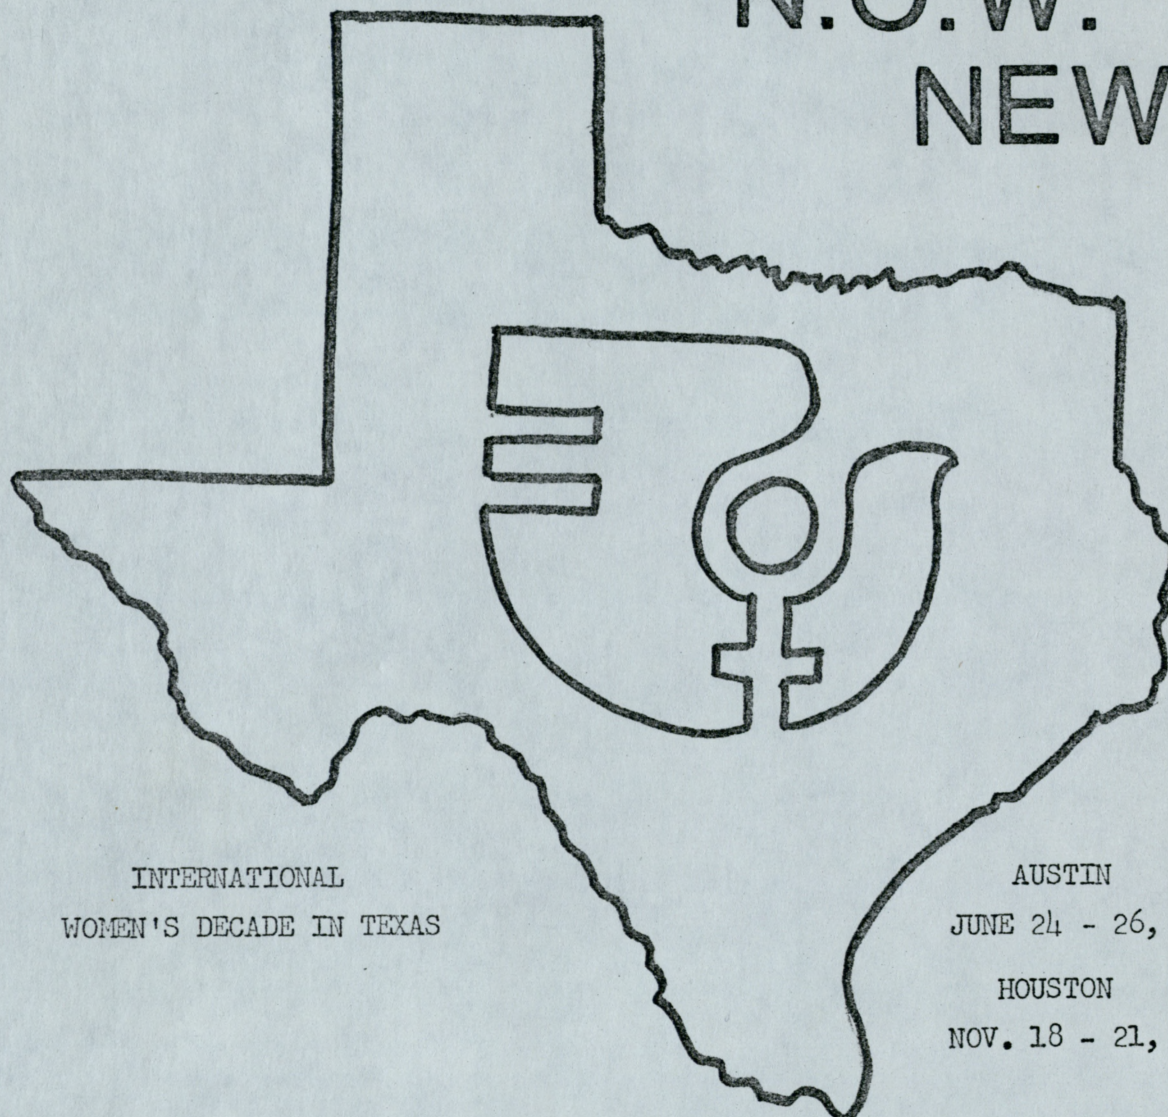 N.O.W.
NEW
INTERNATIONAL
WOMEN'S DECADE IN TEXAS
AUSTIN
JUNE 24 - 26,
HOUSTON
NOV. 18 - 21,